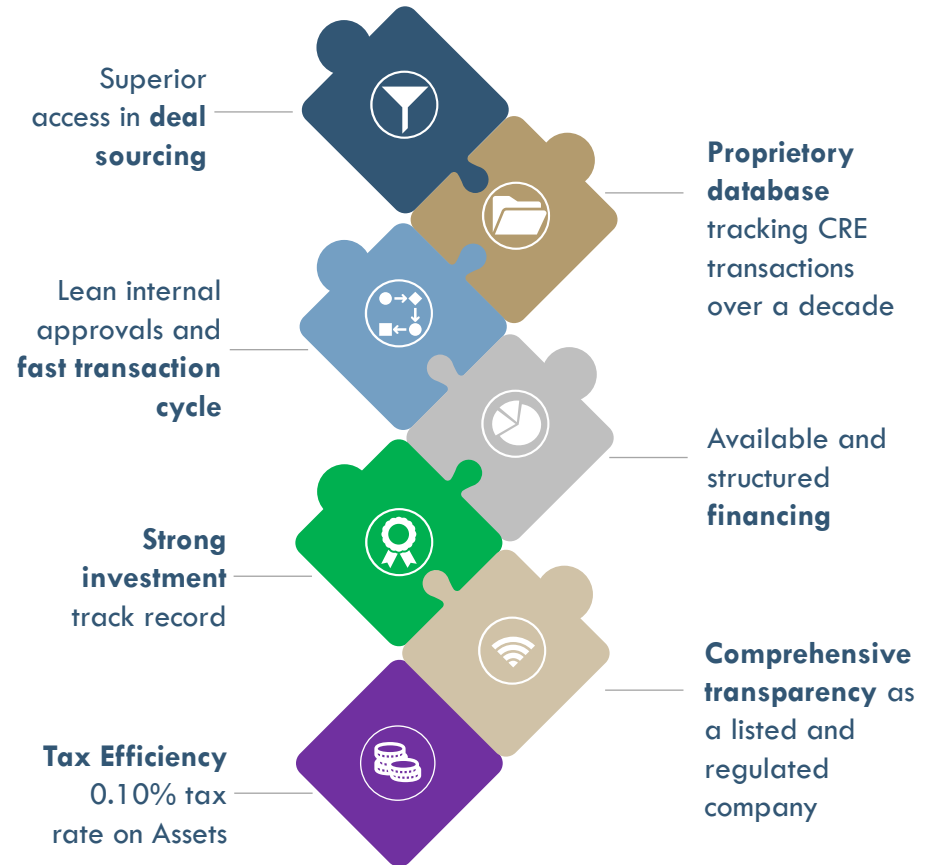 Superior
access in deal
sourcing
Proprietory
database
tracking CRE
transactions
over a decade
Lean internal
approvals and
fast transaction
cycle
Available and
structured
financing
Strong
investment
track record
Comprehensive
transparency as
a listed and
regulated
company
Tax Efficiency
0.10% tax
rate on Assets